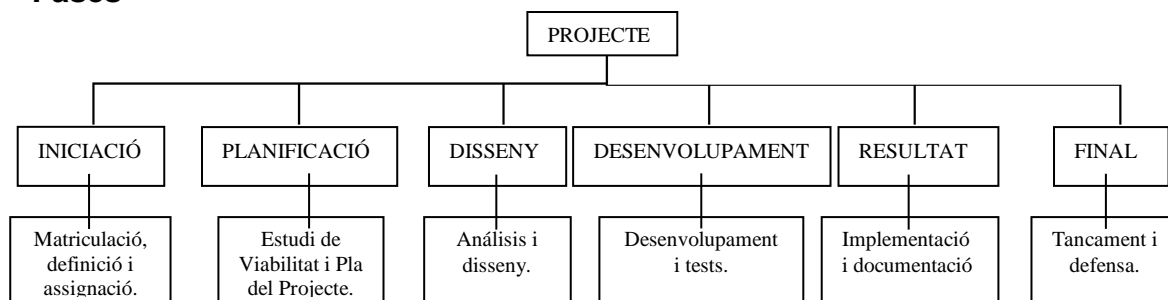 PROJECTE
INICIACIÓ
PLANIFICACIÓ
DISSENY
DESENVOLUPAMENT
RESULTAT
FINAL
Matriculació,
definició i
assignació.
Estudi de
Viabilitat i Pla
del Projecte.
Análisis i
disseny.
Desenvolupament
i tests.
Implementació
i documentació
Tancament i
defensa.